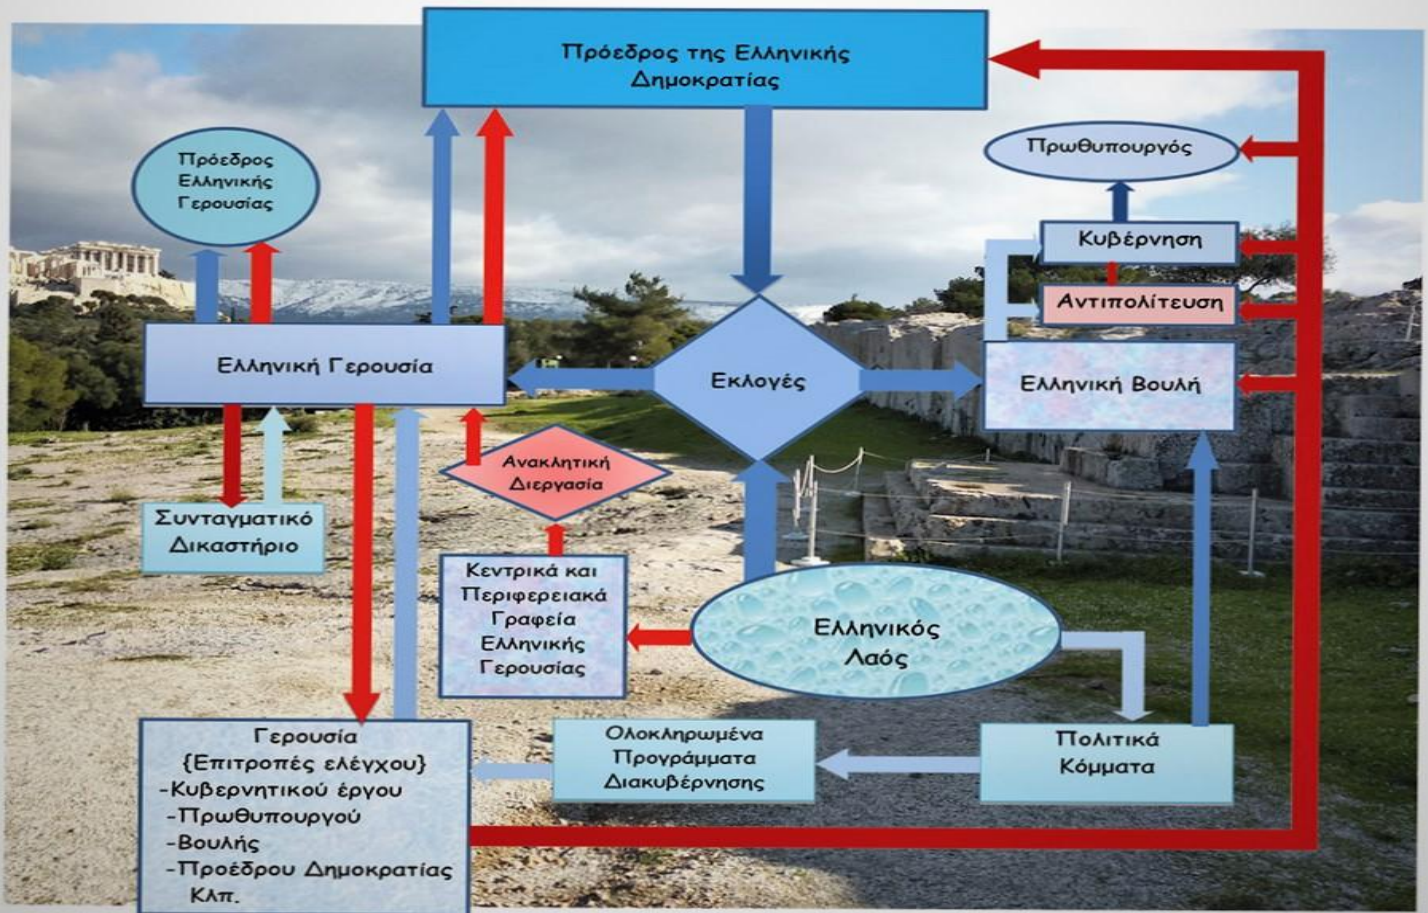 Πρόεδρος της Ελληνικής
Δημοκρατίας
Πρόεδρος
Ελληνικής
Γερουσίας
Πρωθυπουργός
Κυβέρνηση
Αντιπολίτευση
Ελληνική Γερουσία
Εκλογές
Ελληνική Βουλή
Ανακλητική
Διεργασία
Συνταγματικό
Δικαστήριο
Κεντρικά και
Περιφερειακά
Γραφεία
Ελληνικής
Γερουσίας
Ελληνικός
Λαός
Γερουσία
{Επιτροπές ελέγχου}
-Κυβερνητικού έργου
-Πρωθυπουργού
-Βουλής
-Προέδρου Δημοκρατίας
Κλπ.
Ολοκληρωμένα
Προγράμματα
Διακυβέρνησης
Πολιτικά
Κόμματα